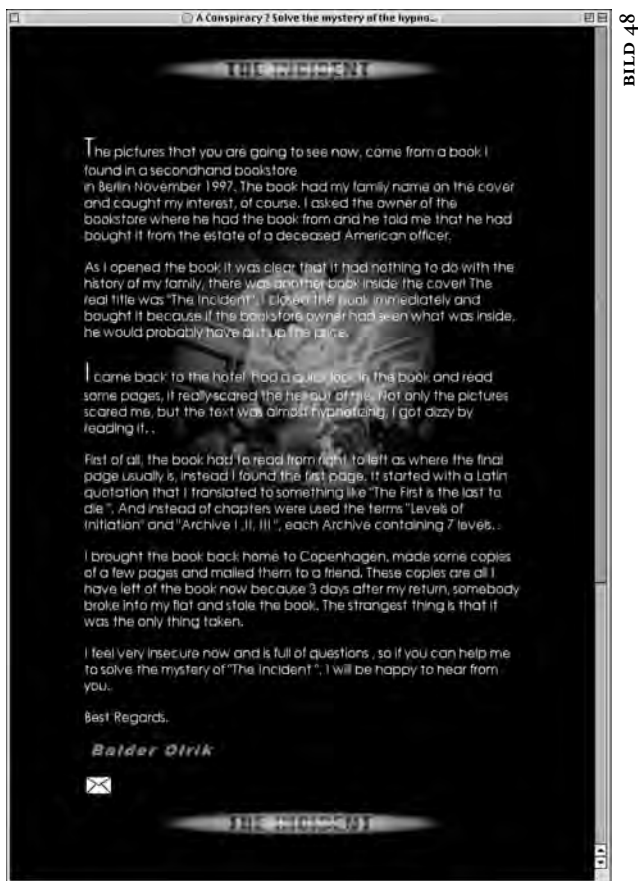 A Conspiracy ? Solve the mystery of the hypno...
BILD 48
THE INCIDENT
The pictures that you are going to see now, come from a book I
found in a secondhand bookstore
in Berlin November 1997. The book had my family name on the cover
and caught my interest, of course. I asked the owner of the
bookstore where he had the book from and he told me that he had
bought it from the estate of a deceased American officer.
As I opened the book it was clear that it had nothing to do with the
history of my family, there was another book inside the cover! The
real title was "The Incident". I closed the book immediately and
bought it because if the bookstore owner had seen what was inside,
he would probably have put up the price.
I came back to the hotel. Had a quick look in the book and read
some pages, it really scared the hell out of me. Not only the pictures
scared me, but the text was almost hypnotizing, I got dizzy by
reading it. .
First of all, the book had to read from right to left as where the final
page usually is, instead I found the first page. It started with a Latin
quotation that I translated to something like "The First is the last to
die ". And instead of chapters were used the terms "Levels of
Initiation" and "Archive I ,II, III ", each Archive containing 7 levels. .
I brought the book back home to Copenhagen, made some copies
of a few pages and mailed them to a friend. These copies are all I
have left of the book now because 3 days after my return, somebody
broke into my flat and stole the book. The strangest thing is that it
was the only thing taken.
I feel very insecure now and is full of questions , so if you can help me
to solve the mystery of "The Incident ", I will be happy to hear from
you..
Best Regards.
Balder Olrik
THE INCIDENT